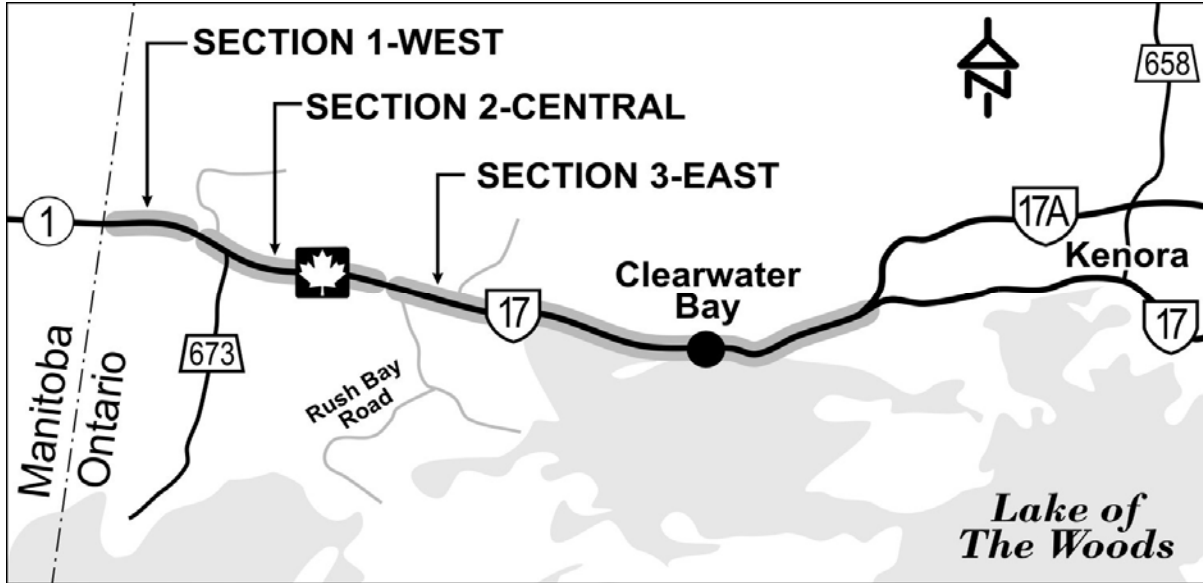 SECTION 1-WEST
SECTION 2-CENTRAL
SECTION 3-EAST
N
658
1
17A
Kenora
Clearwater
Bay
17
17
673
Rush Bay
Road
Manitoba
Ontario
Lake of
The Woods